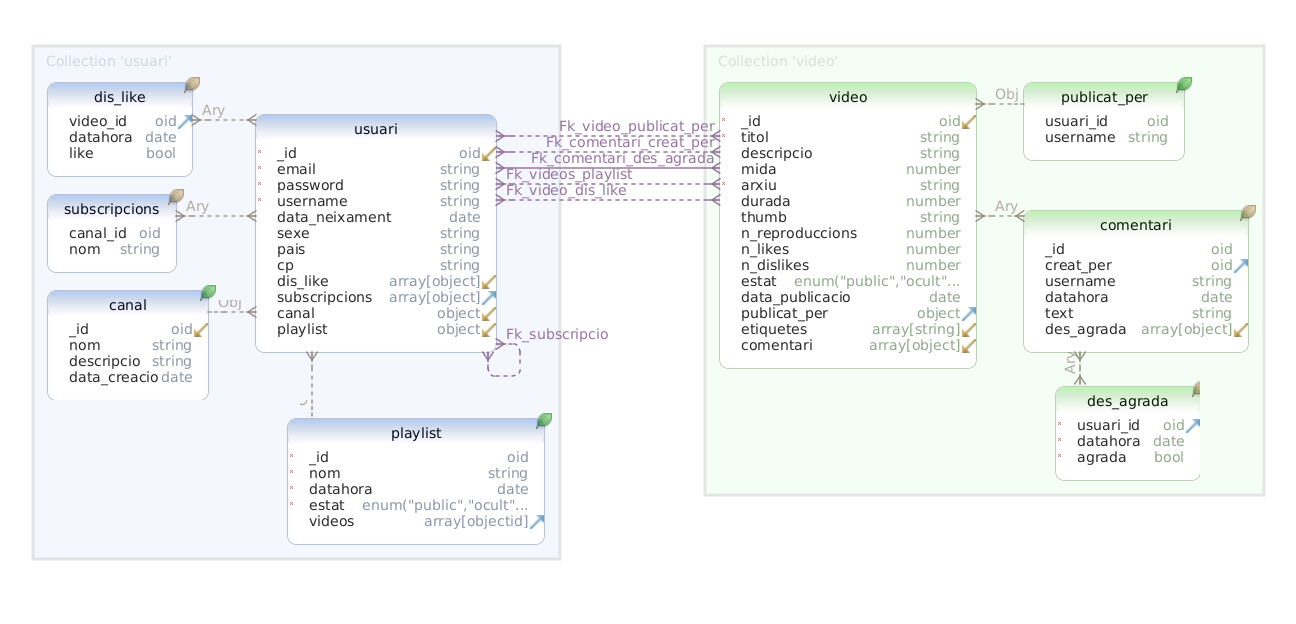 Collection 'usuari'
dis_like
video_id oid
datahora date
like bool
Ary
subscripcions
canal_id oid
nom string
Ary
canal
_id oid
nom string
descripcio string
data_creacio date
Obj
usuari
_id oid
email string
password string
username string
data_neixament date
sexe string
pais string
cp string
dis_like array[object]
subscripcions array[object]
canal object
playlist object
Fk_subscripcio
playlist
_id oid
nom string
datahora date
estat enum("public","ocult"...
videos array[objectid]
Fk_video_publicat_per
Fk_comentari_creat_per
Fk_comentari_des_agrada
Fk_videos_playlist
Fk_video_dis_like
Collection 'video'
video
_id oid
titol string
descripcio string
mida number
arxiu string
durada number
thumb string
n_reproduccions number
n_likes number
n_dislikes number
estat enum("public","ocult"...
data_publicacio date
publicat_per object
etiquetes array[string]
comentari array[object]
Obj
publicat_per
usuari_id oid
username string
Ary
comentari
_id oid
creat_per oid
username string
datahora date
text string
des_agrada array[object]
Ary
des_agrada
usuari_id oid
datahora date
agrada bool